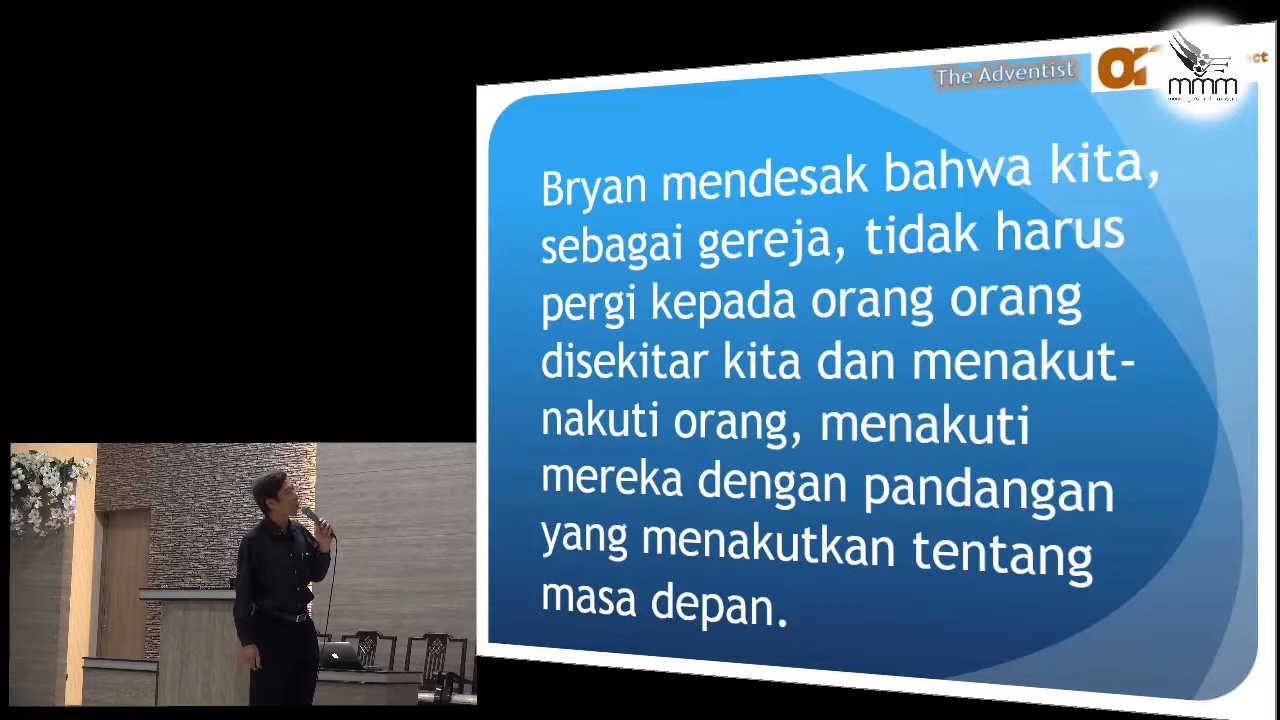 The Adventist
mmm
Bryan mendesak bahwa kita,
sebagai gereja, tidak harus
pergi kepada orang orang
disekitar kita dan menakut-
nakuti orang, menakuti
mereka dengan pandangan
yang menakutkan tentang
masa depan.